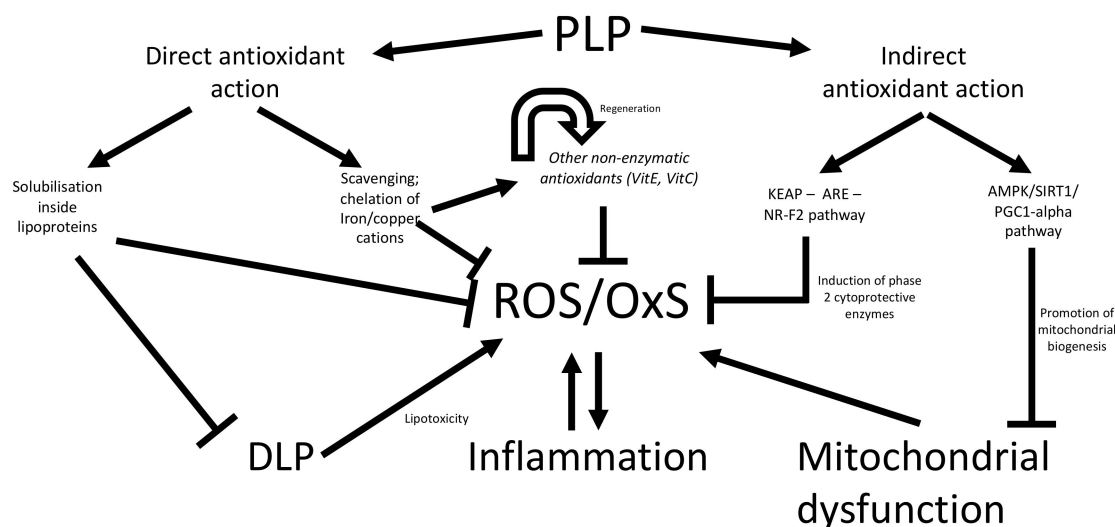 PLP
Direct antioxidant
action
Indirect
antioxidant action
Regeneration
Other non-enzymatic
antioxidants (VitE, VitC)
Solubilisation
inside
lipoproteins
Scavenging;
chelation of
Iron/copper
cations
KEAP – ARE –
NR-F2 pathway
AMPK/SIRT1/
PGC1-alpha
pathway
ROS/OxS
Induction of phase
2 cytoprotective
enzymes
Promotion of
mitochondrial
biogenesis
Lipotoxicity
DLP
Inflammation
Mitochondrial
dysfunction